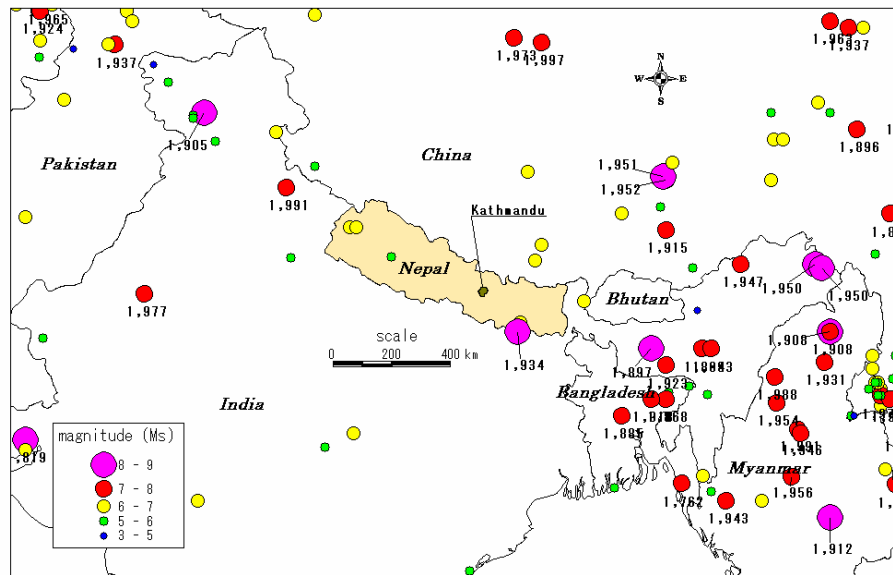 1,965
1,924
1,937
1,973
1,997
1,963
1,937
N
W E
S
1,905
1,896
Pakistan
China
1,951
1,952
1,991
Kathmandu
1,915
Nepal
1,947
1,950
1,950
Bhutan
1,977
scale
0 200 400 km
1,934
1,897
1,908
1,908
1,931
1,923
Bangladesh
1,988
1,954
India
1,885
magnitude (Ms)
8 - 9
7 - 8
6 - 7
5 - 6
3 - 5
Myanmar
1,956
1,762
1,943
1,912